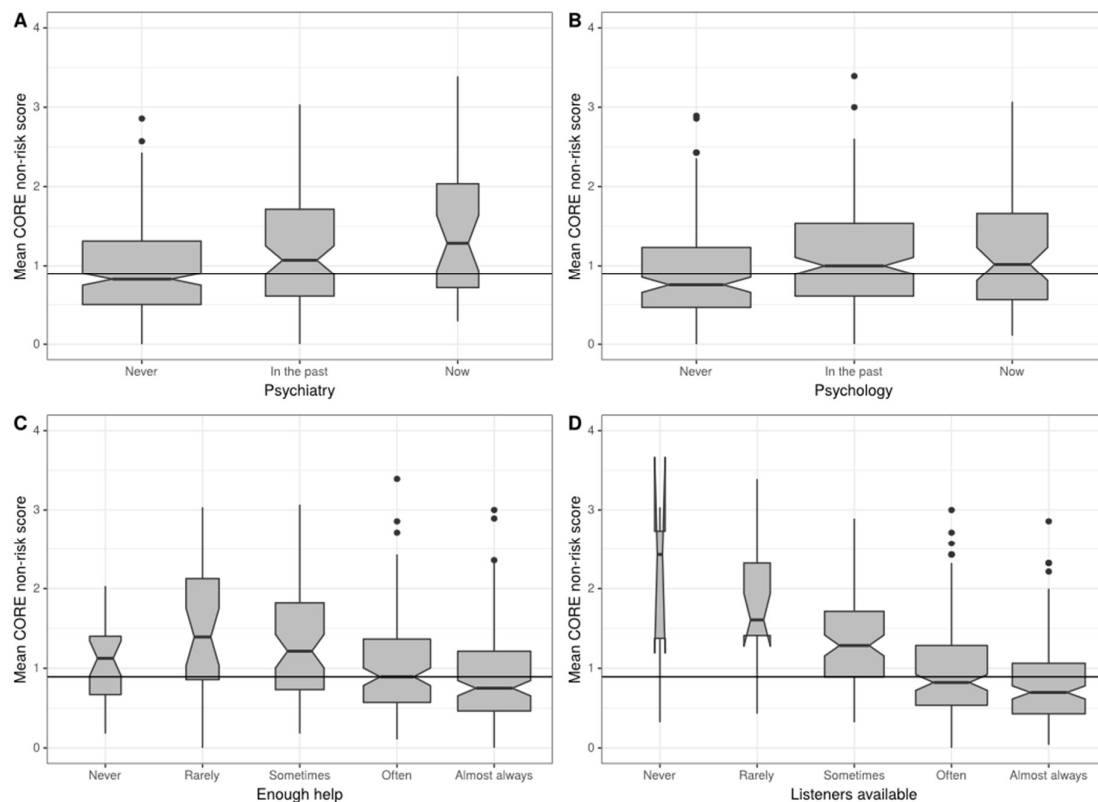 A
Mean CORE non-risk score
4
3
2
1
0
Never In the past Now
Psychiatry
B
Mean CORE non-risk score
4
3
2
1
0
Never In the past Now
Psychology
C
Mean CORE non-risk score
4
3
2
1
0
Never Rarely Sometimes Often Almost always
Enough help
D
Mean CORE non-risk score
4
3
2
1
0
Never Rarely Sometimes Often Almost always
Listeners available